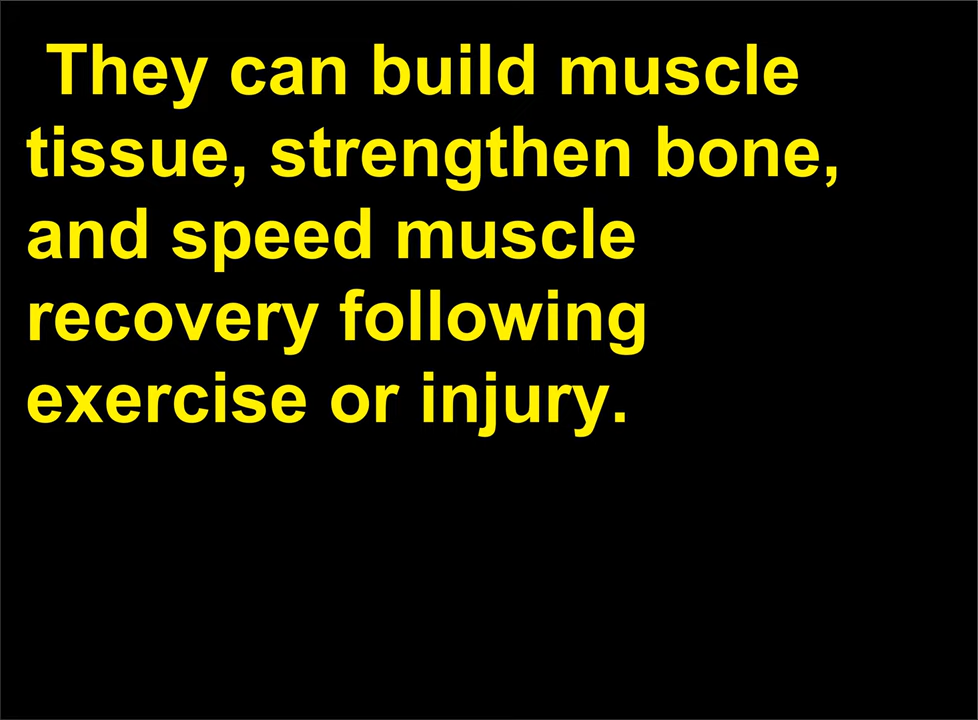 They can build muscle
tissue, strengthen bone,
and speed muscle
recovery following
exercise or injury.